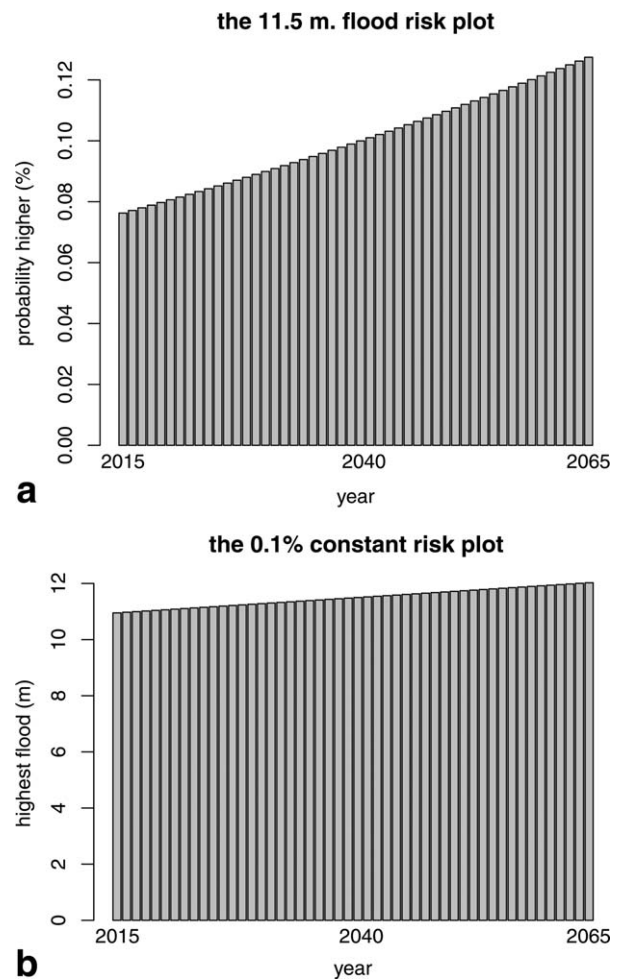 the 11.5 m. flood risk plot
probability higher (%)
0.12
0.10
0.08
0.06
0.04
0.02
0.00
2015 2040 2065
year
a
the 0.1% constant risk plot
highest flood (m)
12
10
8
6
4
2
0
2015 2040 2065
year
b